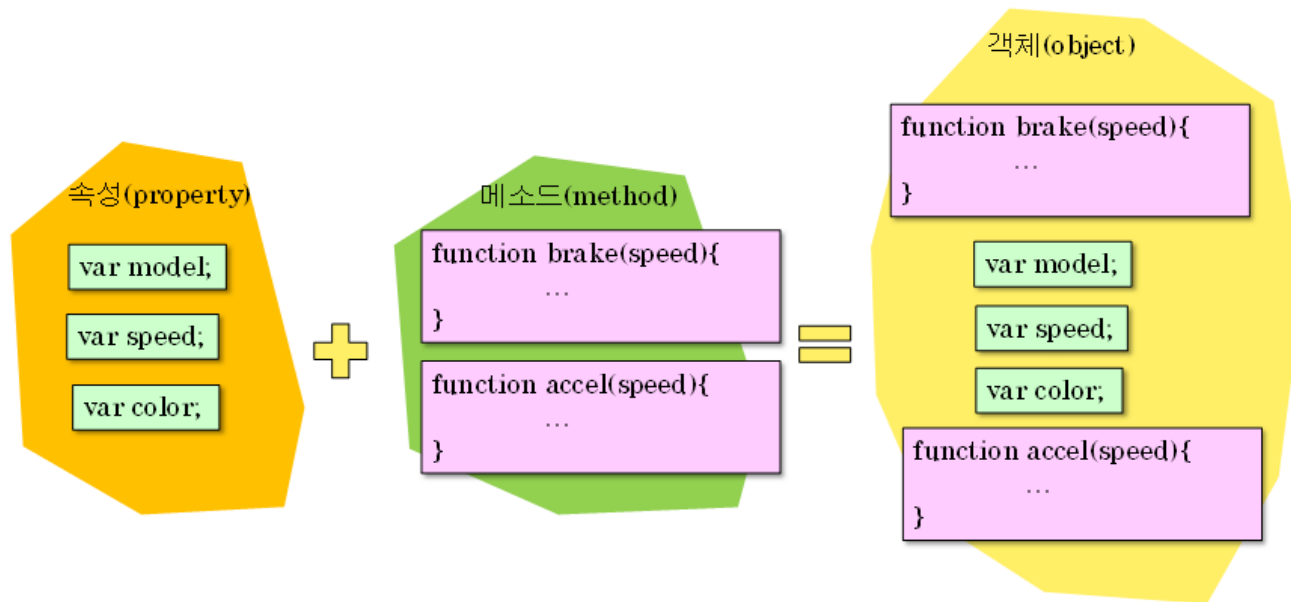 속성(property)
var model;
var speed;
var color;
메소드(method)
function brake(speed){
...
}
function accel(speed){
...
}
객체(object)
function brake(speed){
...
}
var model;
var speed;
var color;
function accel(speed){
...
}